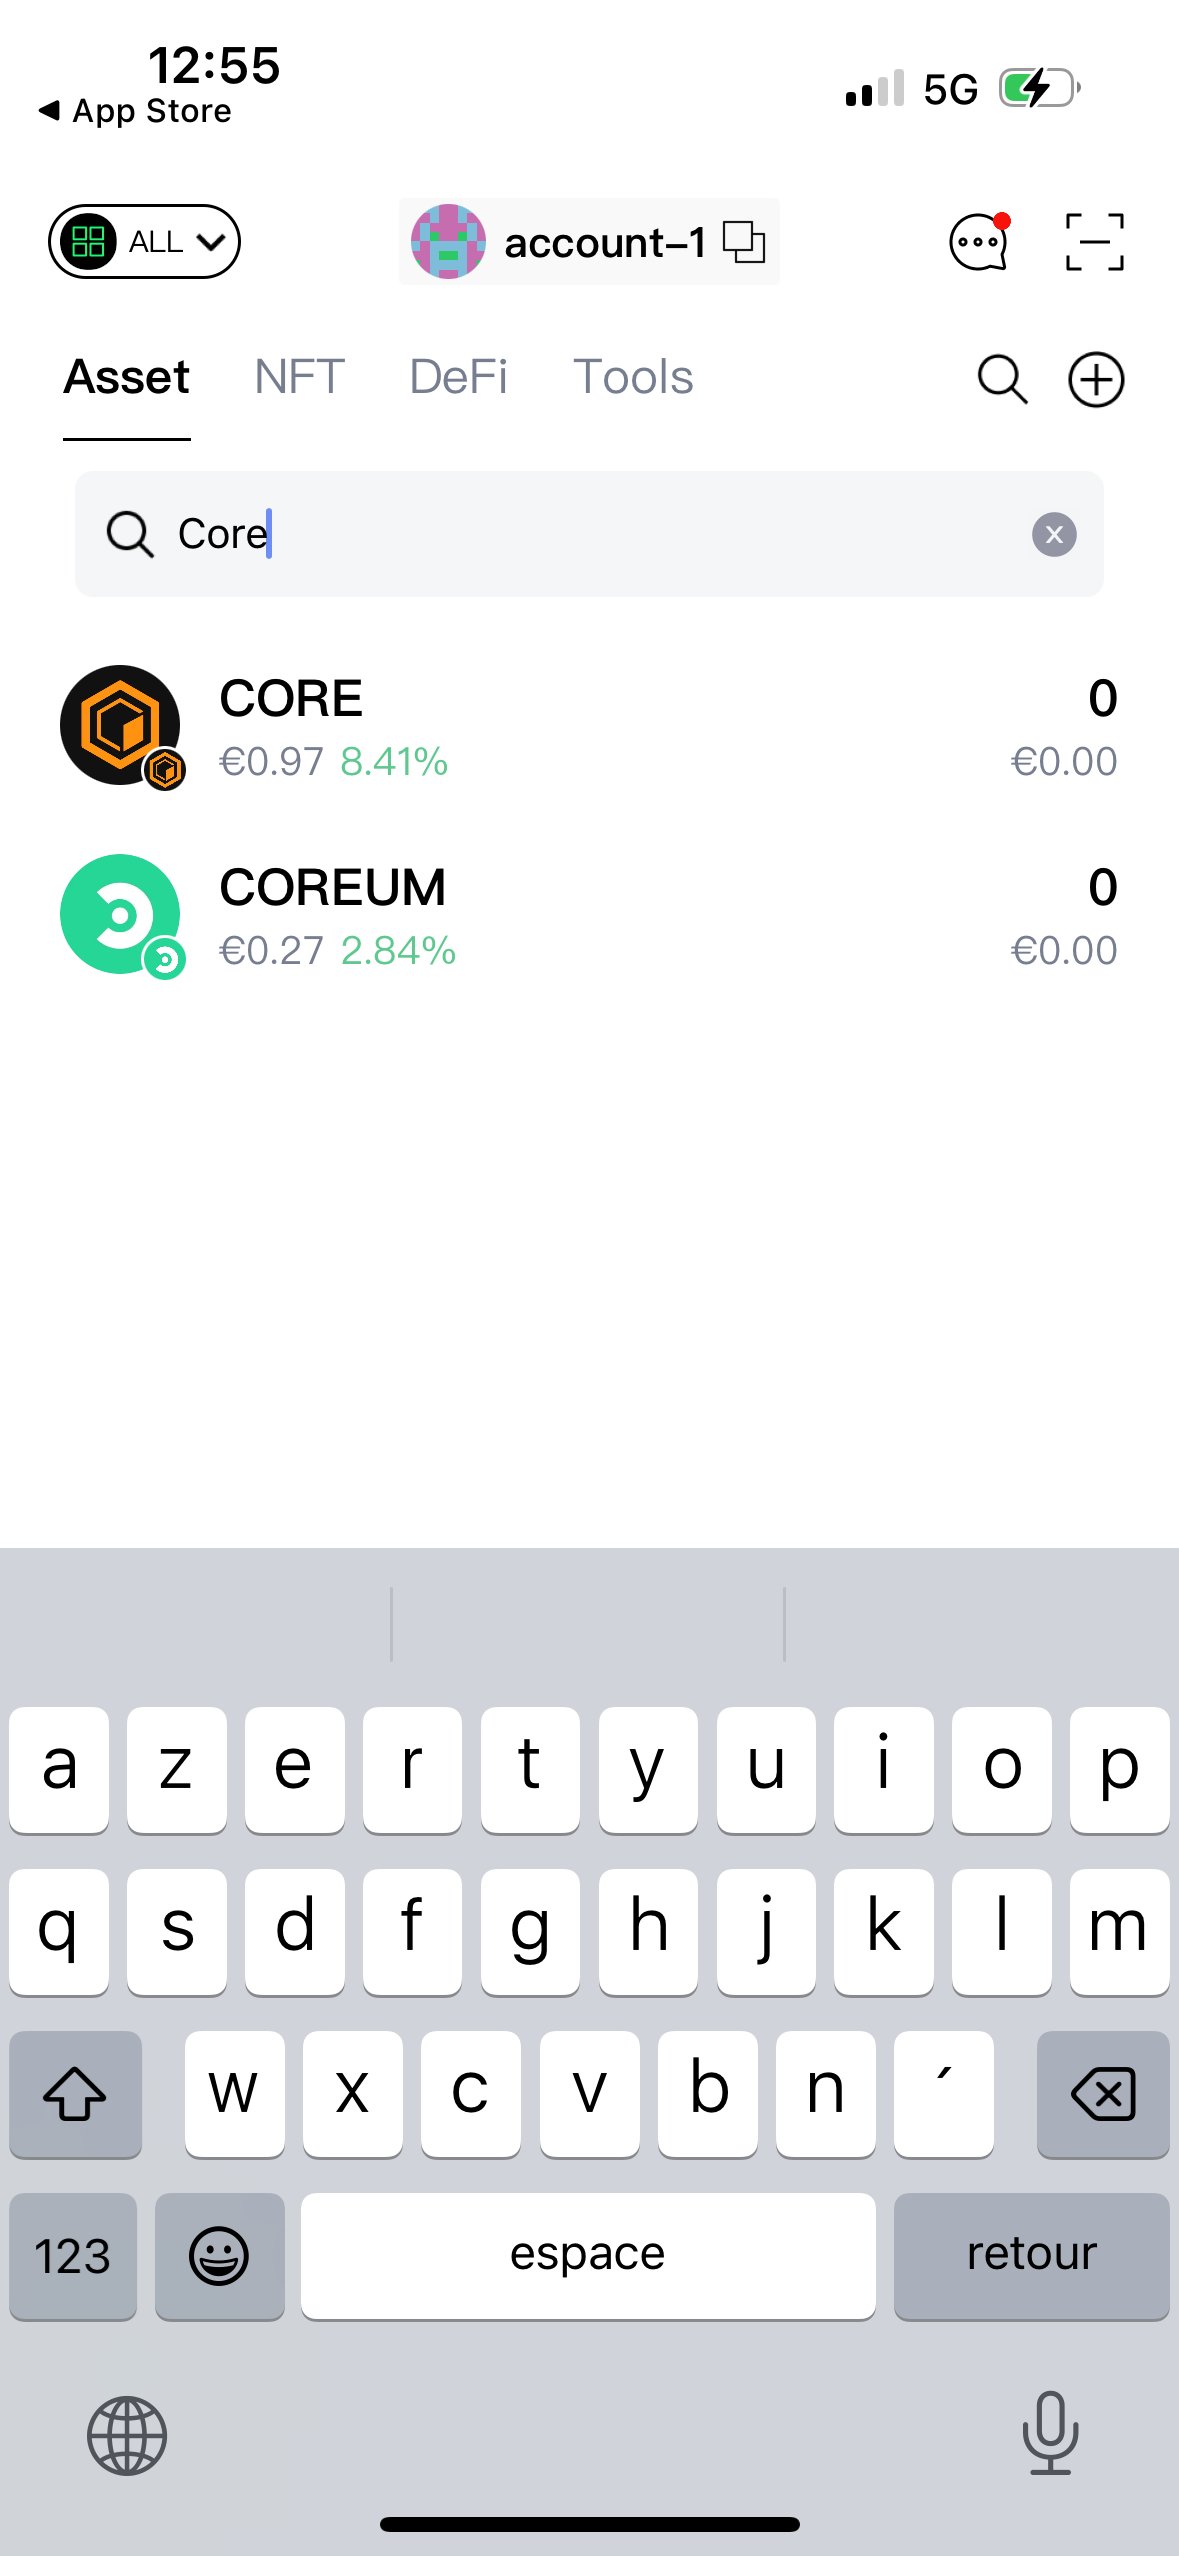 12:55
◀ App Store
5G
ALL
account-1
Asset NFT DeFi Tools
Core
CORE 0
€0.97 8.41% €0.00
COREUM 0
€0.27 2.84% €0.00
a z e r t y u i o p
q s d f g h j k l m
w x c v b n ´
123 espace retour